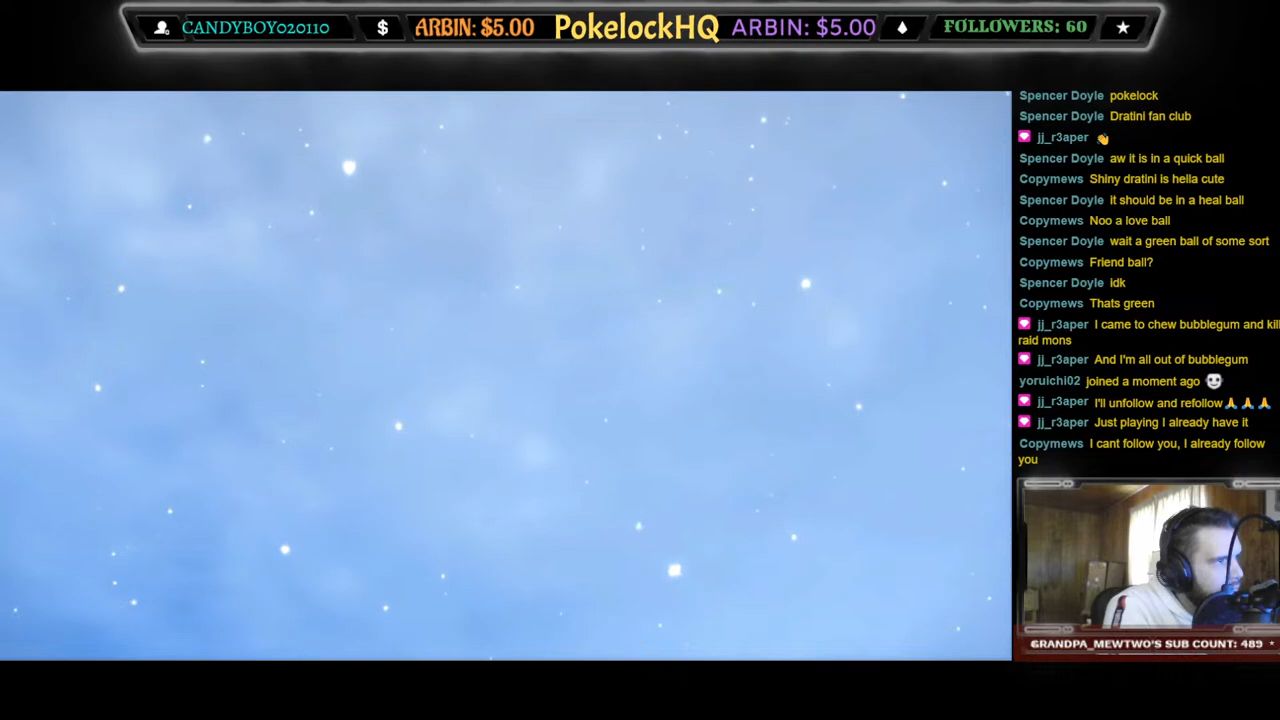 CANDYBOY020110
$
ARBIN: $5.00
PokelockHQ
ARBIN: $5.00
FOLLOWERS: 60
Spencer Doyle pokelock
Spencer Doyle Dratini fan club
jj_r3aper 👏
Spencer Doyle aw it is in a quick ball
Copymews Shiny dratini is hella cute
Spencer Doyle it should be in a heal ball
Copymews Noo a love ball
Spencer Doyle wait a green ball of some sort
Copymews Friend ball?
Spencer Doyle Idk
Copymews Thats green
jj_r3aper I came to chew bubblegum and kill
raid mons
jj_r3aper And I'm all out of bubblegum
yoruichi02 joined a moment ago
jj_r3aper I'll unfollow and refollow🙏🙏🙏
jj_r3aper Just playing I already have it
Copymews I cant follow you, I already follow
you
GRANDPA_MEWTWO'S SUB COUNT: 489 *